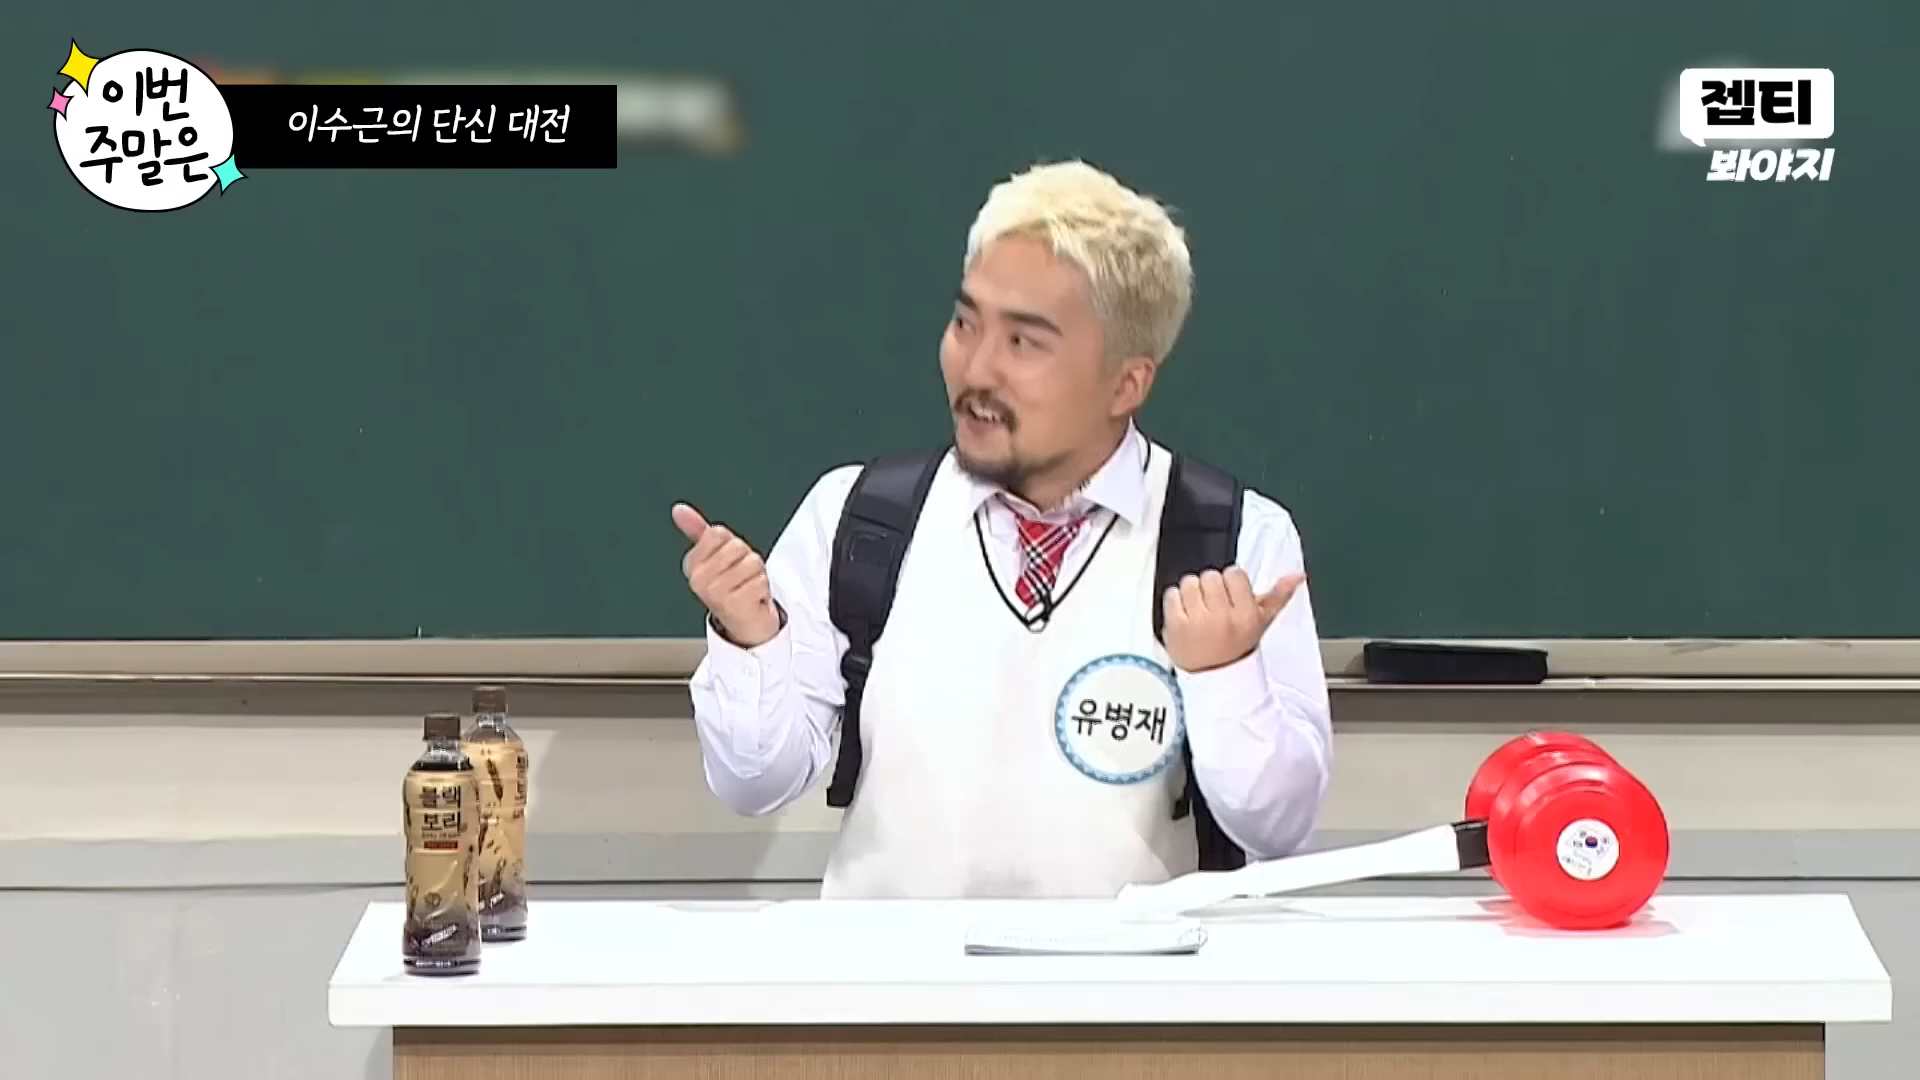 이번
주말은
이수근의 단신 대전
젭티
봐야지
유병재
블랙
보리